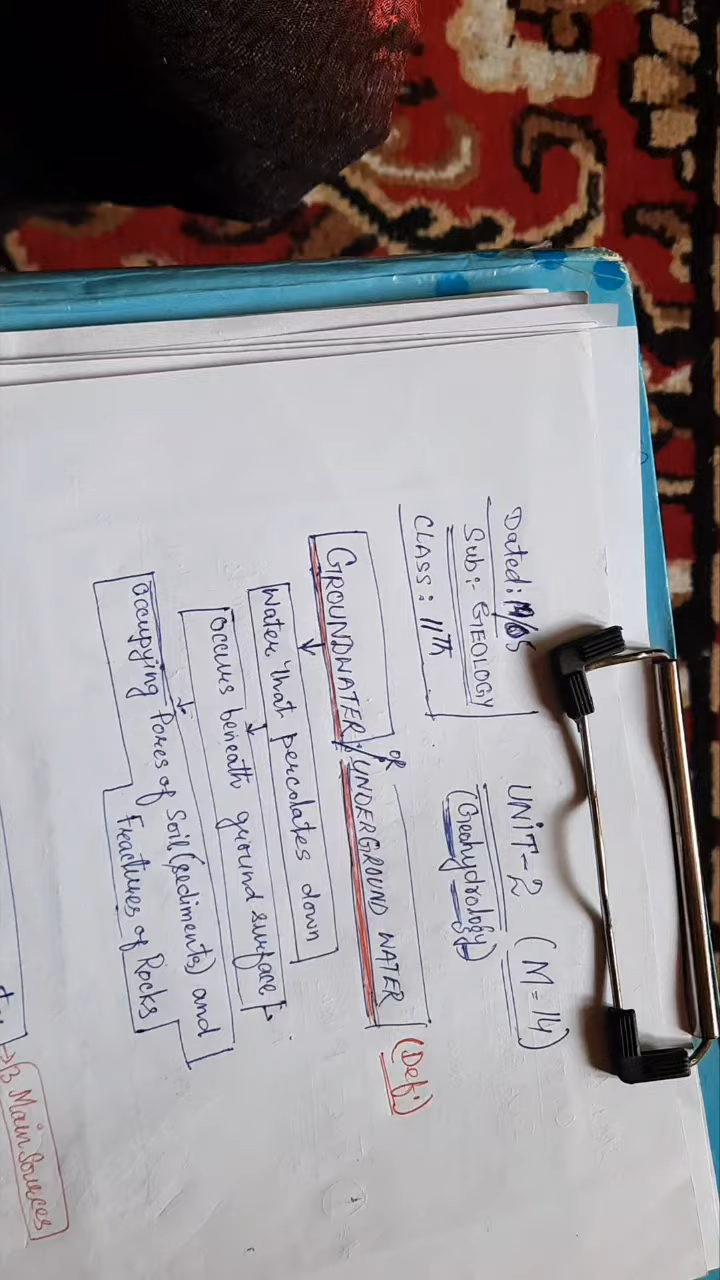 Dated: 19/05
Sub:- GEOLOGY
CLASS: 11th
UNIT-2 (M=14)
(Geohydrology)
GROUNDWATER / or UNDERGROUND WATER (Def:)
Water that percolates down
occurs beneath ground surface
occupying Pores of Soil (sediments) and
Fractures of Rocks
→ 3 Main Sources